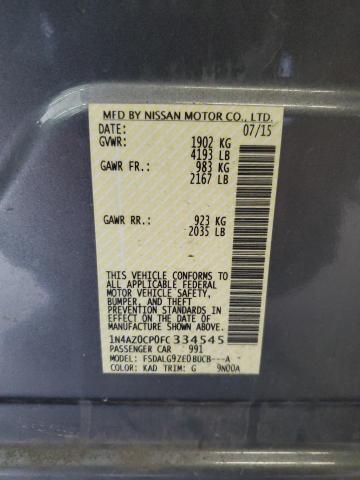 MFD BY NISSAN MOTOR CO., LTD.
DATE: 07/15
GVWR: 1902 KG
4193 LB
GAWR FR.: 983 KG
2167 LB
GAWR RR.: 923 KG
2035 LB
THIS VEHICLE CONFORMS TO
ALL APPLICABLE FEDERAL
MOTOR VEHICLE SAFETY,
BUMPER, AND THEFT
PREVENTION STANDARDS IN
EFFECT ON THE DATE OF
MANUFACTURE SHOWN ABOVE.
1N4AZ0CP0FC334545
PASSENGER CAR 991
MODEL: FSDALG9ZE0BUCB---A
COLOR: KAD TRIM: G 9N00A